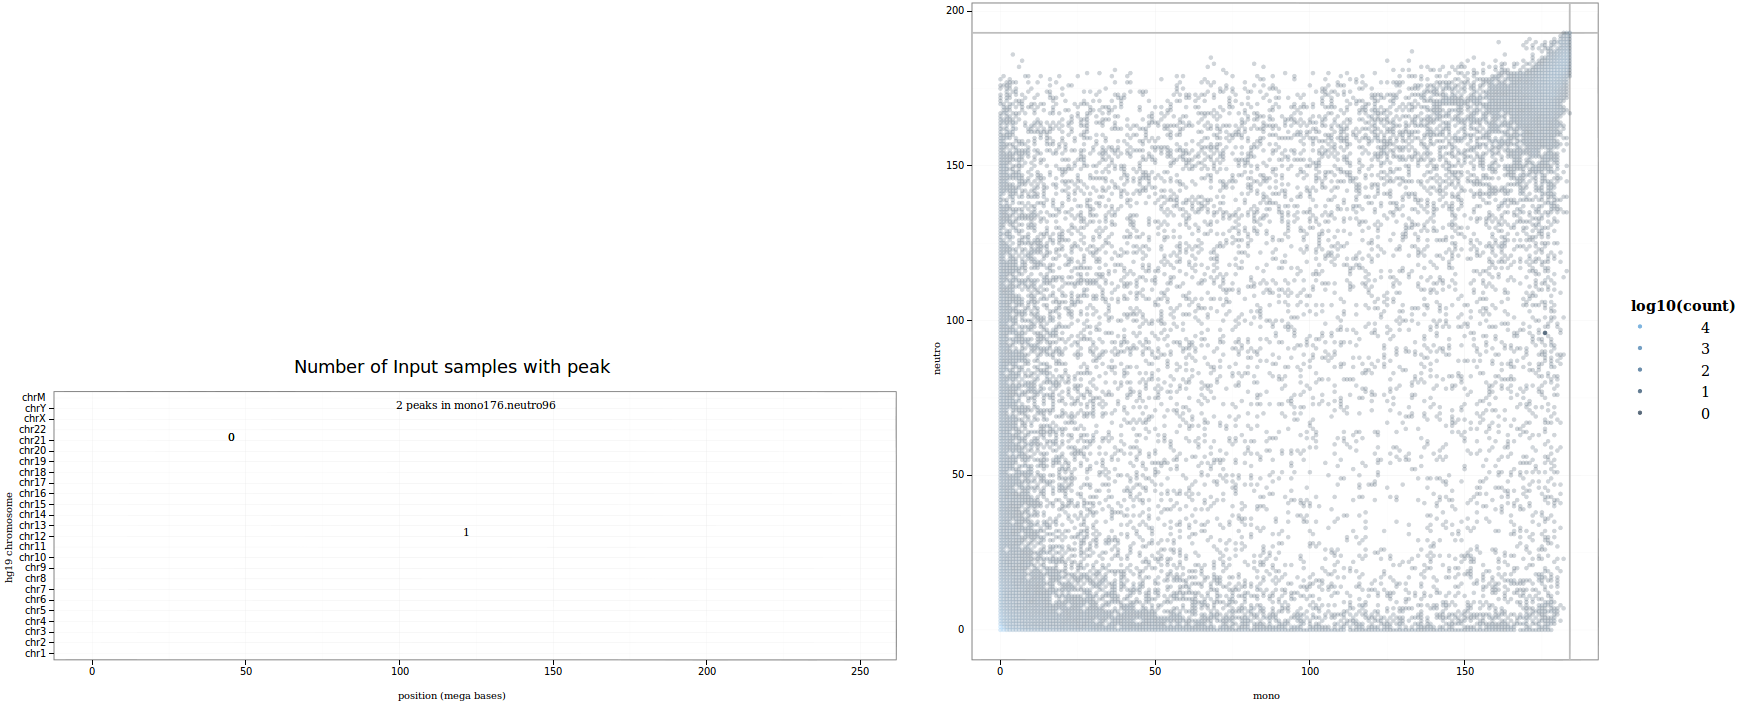 Number of Input samples with peak
2 peaks in mono176.neutro96
0
1
hg19 chromosome
chrM
chrY
chrX
chr22
chr21
chr20
chr19
chr18
chr17
chr16
chr15
chr14
chr13
chr12
chr11
chr10
chr9
chr8
chr7
chr6
chr5
chr4
chr3
chr2
chr1
0 50 100 150 200 250
position (mega bases)
neutro
200
150
100
50
0
0 50 100 150
mono
log10(count)
4
3
2
1
0